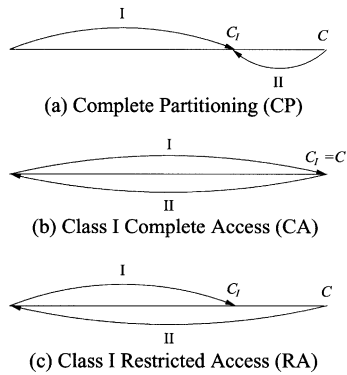 I
C_I
C
II
(a) Complete Partitioning (CP)
I
C_I =C
II
(b) Class I Complete Access (CA)
I
C_I
C
II
(c) Class I Restricted Access (RA)